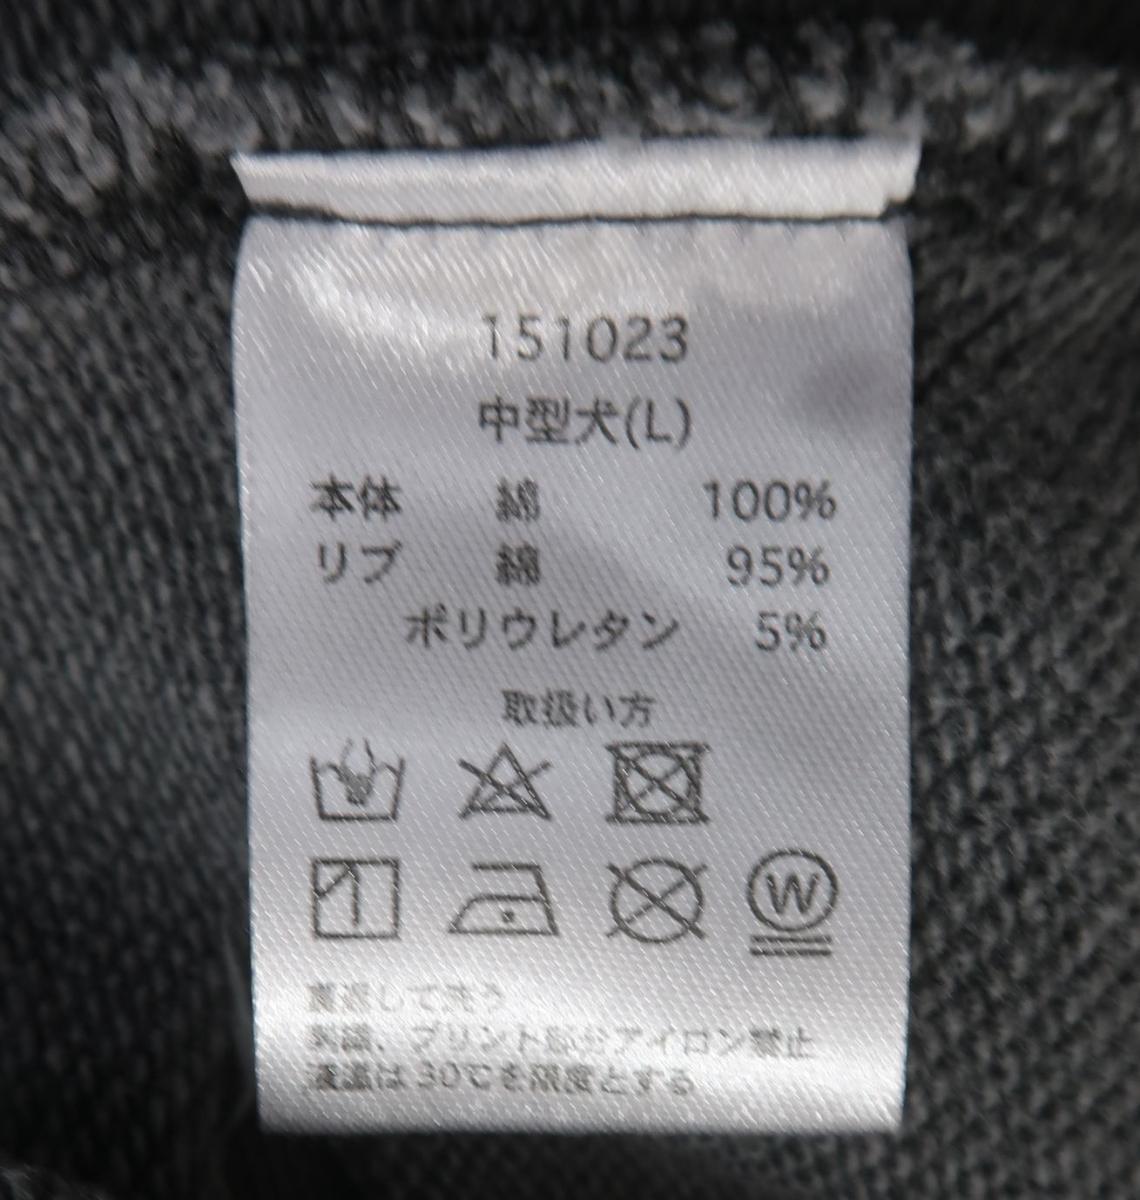 151023
中型犬(L)
本体 綿 100%
リブ 綿 95%
ポリウレタン 5%
取扱い方
W
裏返して洗う
刺繍、プリント部分アイロン禁止
液温は30℃を限度とする